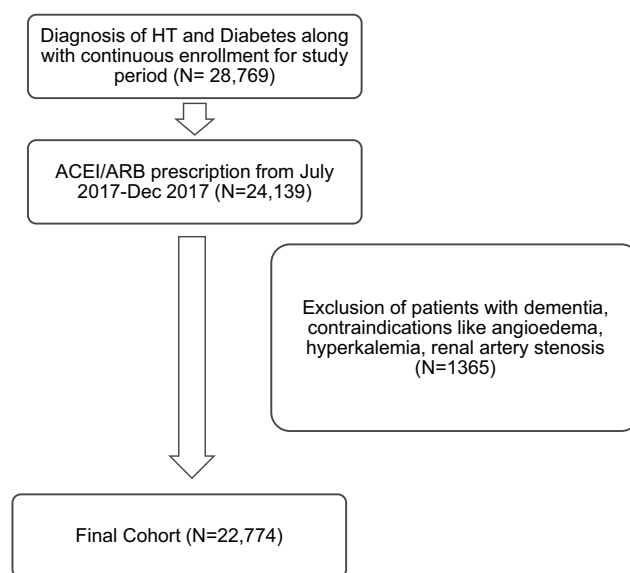 Diagnosis of HT and Diabetes along
with continuous enrollment for study
period (N= 28,769)
ACEI/ARB prescription from July
2017-Dec 2017 (N=24,139)
Exclusion of patients with dementia,
contraindications like angioedema,
hyperkalemia, renal artery stenosis
(N=1365)
Final Cohort (N=22,774)